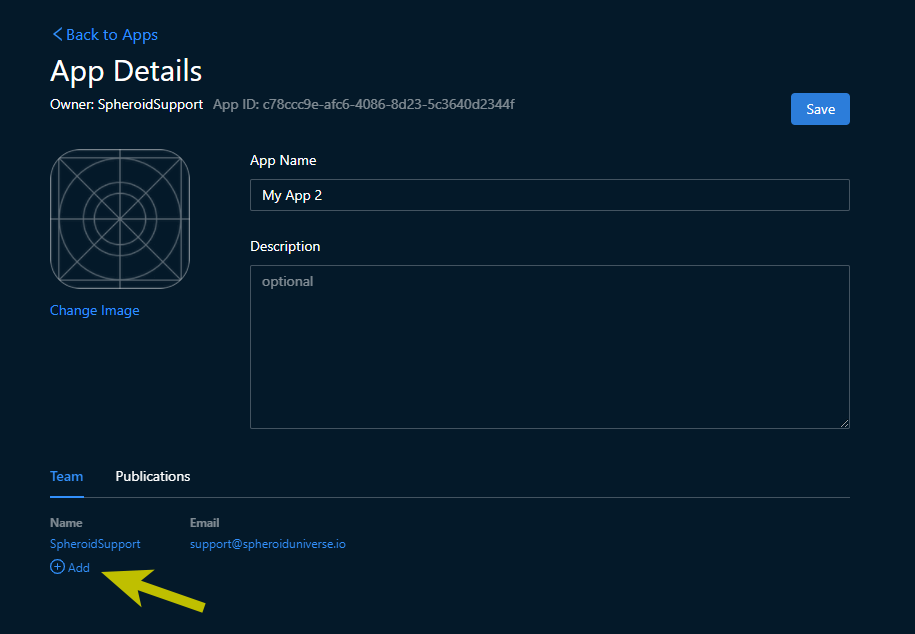 Back to Apps
App Details
Owner: SpheroidSupport App ID: c78ccc9e-afc6-4086-8d23-5c3640d2344f
Save
App Name
My App 2
Description
optional
Change Image
Team Publications
Name Email
SpheroidSupport support@spheroiduniverse.io
Add